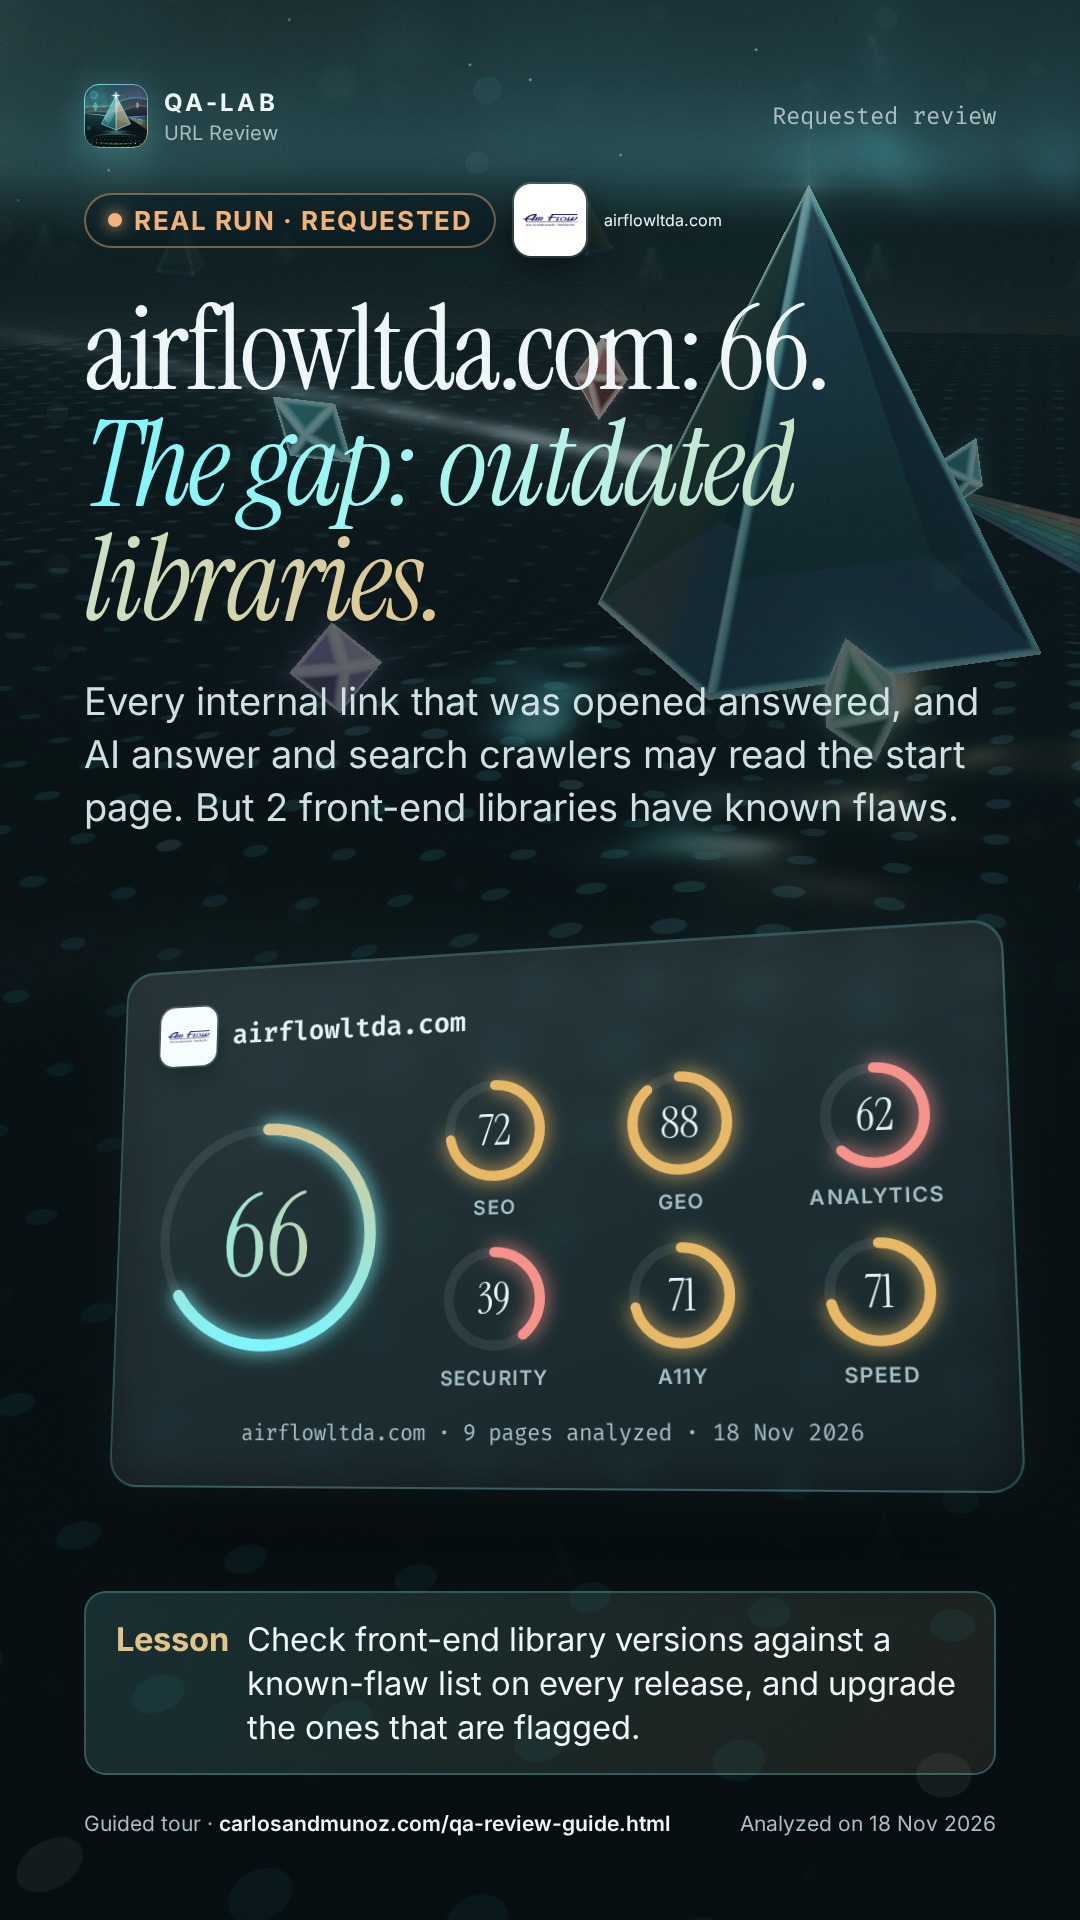 QA-LAB
URL Review
Requested review
REAL RUN · REQUESTED
AIR FLOW
airflowltda.com
airflowltda.com: 66.
The gap: outdated
libraries.
Every internal link that was opened answered, and
AI answer and search crawlers may read the start
page. But 2 front-end libraries have known flaws.
AIR FLOW
airflowltda.com
66
72
SEO
88
GEO
62
ANALYTICS
39
SECURITY
71
A11Y
71
SPEED
airflowltda.com · 9 pages analyzed · 18 Nov 2026
Lesson Check front-end library versions against a
known-flaw list on every release, and upgrade
the ones that are flagged.
Guided tour · carlosandmunoz.com/qa-review-guide.html
Analyzed on 18 Nov 2026